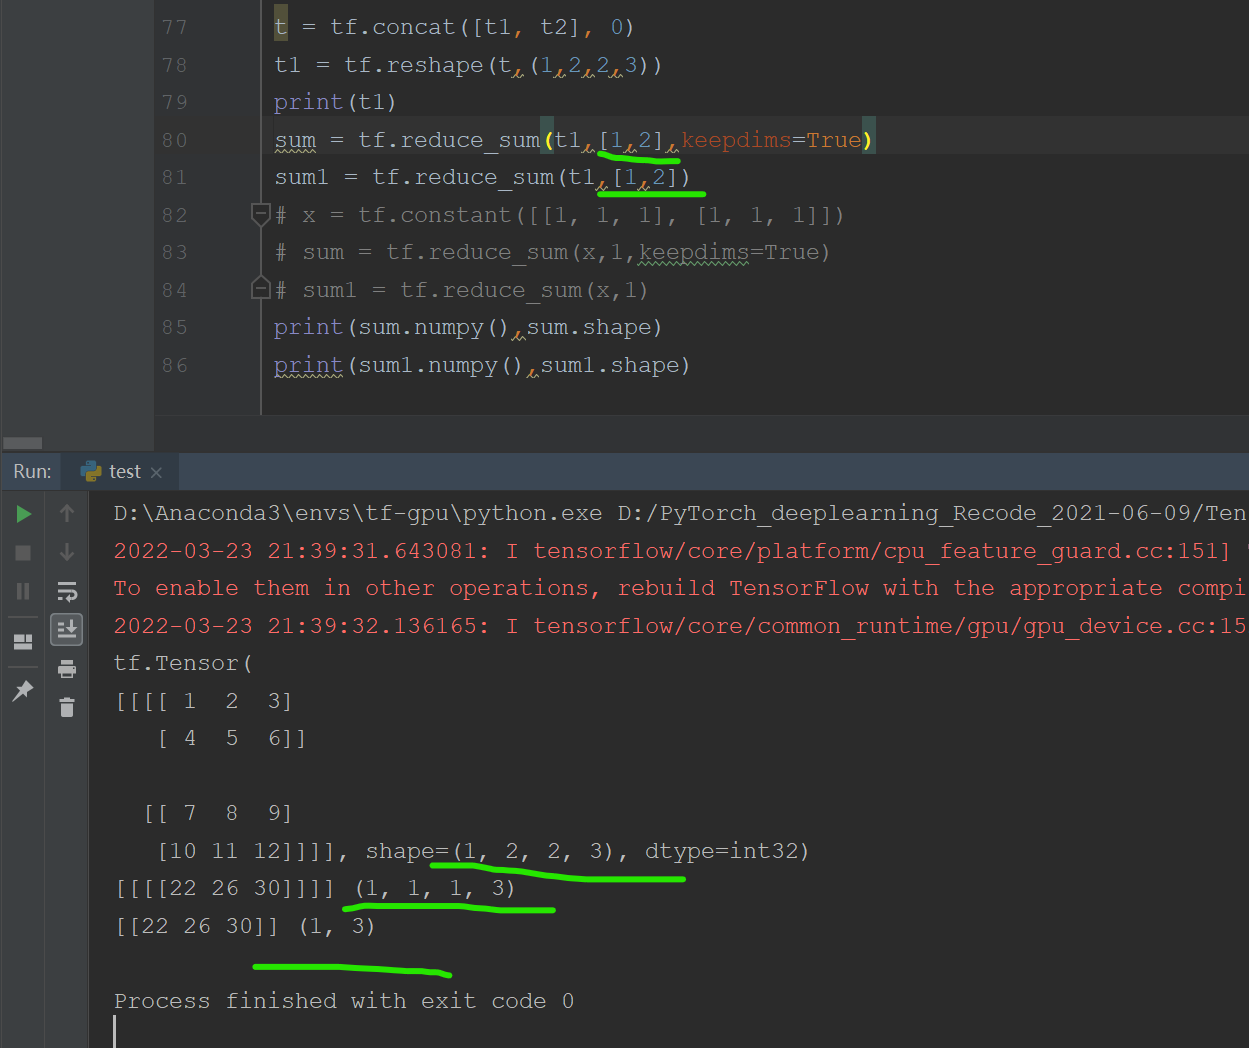 77 t = tf.concat([t1, t2], 0)
78 t1 = tf.reshape(t,(1,2,2,3))
79 print(t1)
80 sum = tf.reduce_sum(t1,[1,2],keepdims=True)
81 sum1 = tf.reduce_sum(t1,[1,2])
82 # x = tf.constant([[1, 1, 1], [1, 1, 1]])
83 # sum = tf.reduce_sum(x,1,keepdims=True)
84 # sum1 = tf.reduce_sum(x,1)
85 print(sum.numpy(),sum.shape)
86 print(sum1.numpy(),sum1.shape)
Run: test
D:\Anaconda3\envs\tf-gpu\python.exe D:/PyTorch_deeplearning_Recode_2021-06-09/Ten
2022-03-23 21:39:31.643081: I tensorflow/core/platform/cpu_feature_guard.cc:151]
To enable them in other operations, rebuild TensorFlow with the appropriate compi
2022-03-23 21:39:32.136165: I tensorflow/core/common_runtime/gpu/gpu_device.cc:15
tf.Tensor(
[[[[ 1 2 3]
[ 4 5 6]]
[[ 7 8 9]
[10 11 12]]]], shape=(1, 2, 2, 3), dtype=int32)
[[[[22 26 30]]]] (1, 1, 1, 3)
[[22 26 30]] (1, 3)
Process finished with exit code 0